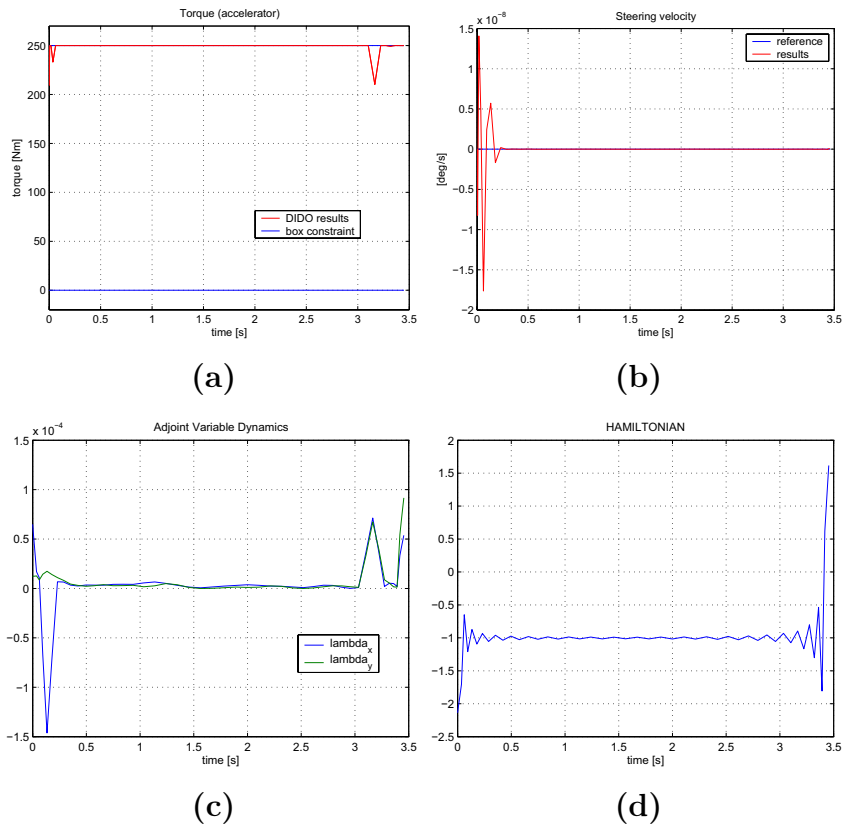 Torque (accelerator)
torque [Nm]
300
250
200
150
100
50
0
DIDO results
box constraint
0 0.5 1 1.5 2 2.5 3 3.5
time [s]
(a)
Steering velocity
x 10⁻⁸
[deg/s]
1.5
1
0.5
0
−0.5
−1
−1.5
−2
reference
results
0 0.5 1 1.5 2 2.5 3 3.5
time [s]
(b)
Adjoint Variable Dynamics
x 10⁻⁴
1.5
1
0.5
0
−0.5
−1
−1.5
lambda_x
lambda_y
0 0.5 1 1.5 2 2.5 3 3.5
time [s]
(c)
HAMILTONIAN
2
1.5
1
0.5
0
−0.5
−1
−1.5
−2
−2.5
0 0.5 1 1.5 2 2.5 3 3.5
time [s]
(d)